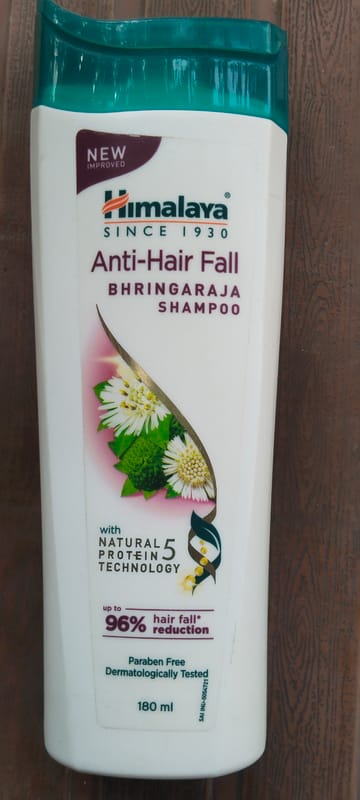 NEW
IMPROVED
Himalaya®
SINCE 1930
Anti-Hair Fall
BHRINGARAJA
SHAMPOO
with
NATURAL
PROTEIN 5
TECHNOLOGY
up to
96% hair fall*
reduction
Paraben Free
Dermatologically Tested
180 ml